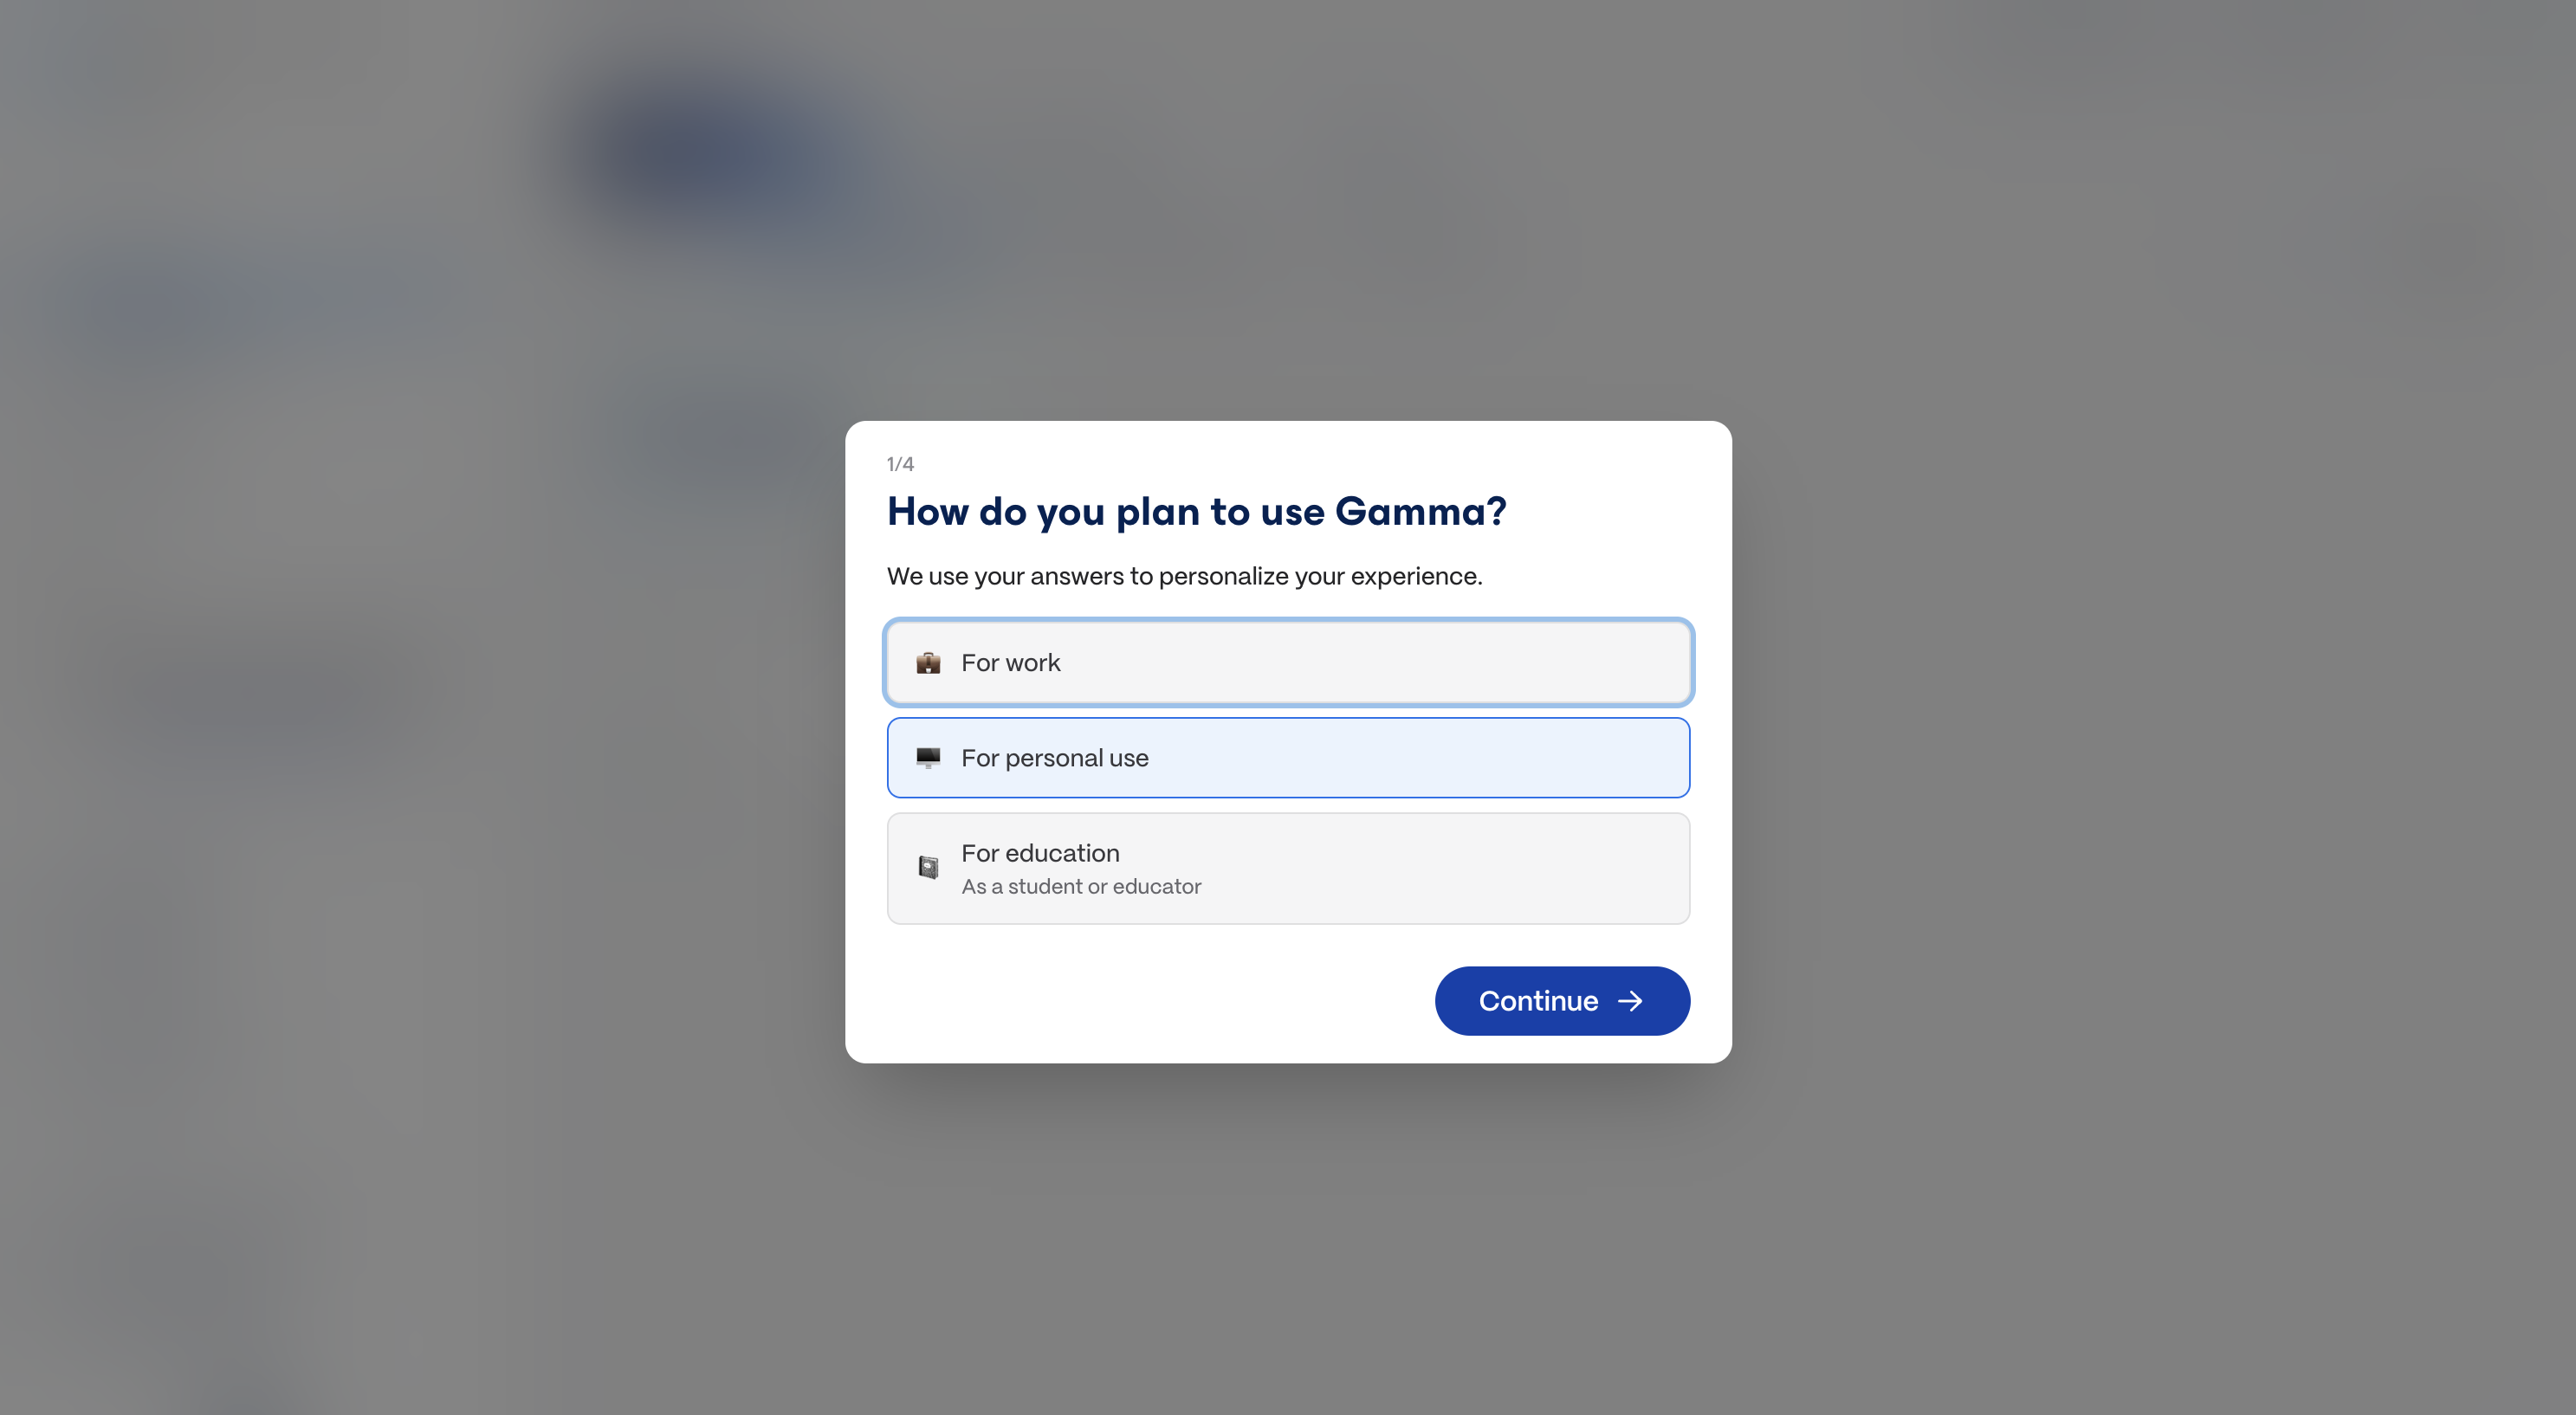 1/4
How do you plan to use Gamma?
We use your answers to personalize your experience.
For work
For personal use
For education
As a student or educator
Continue